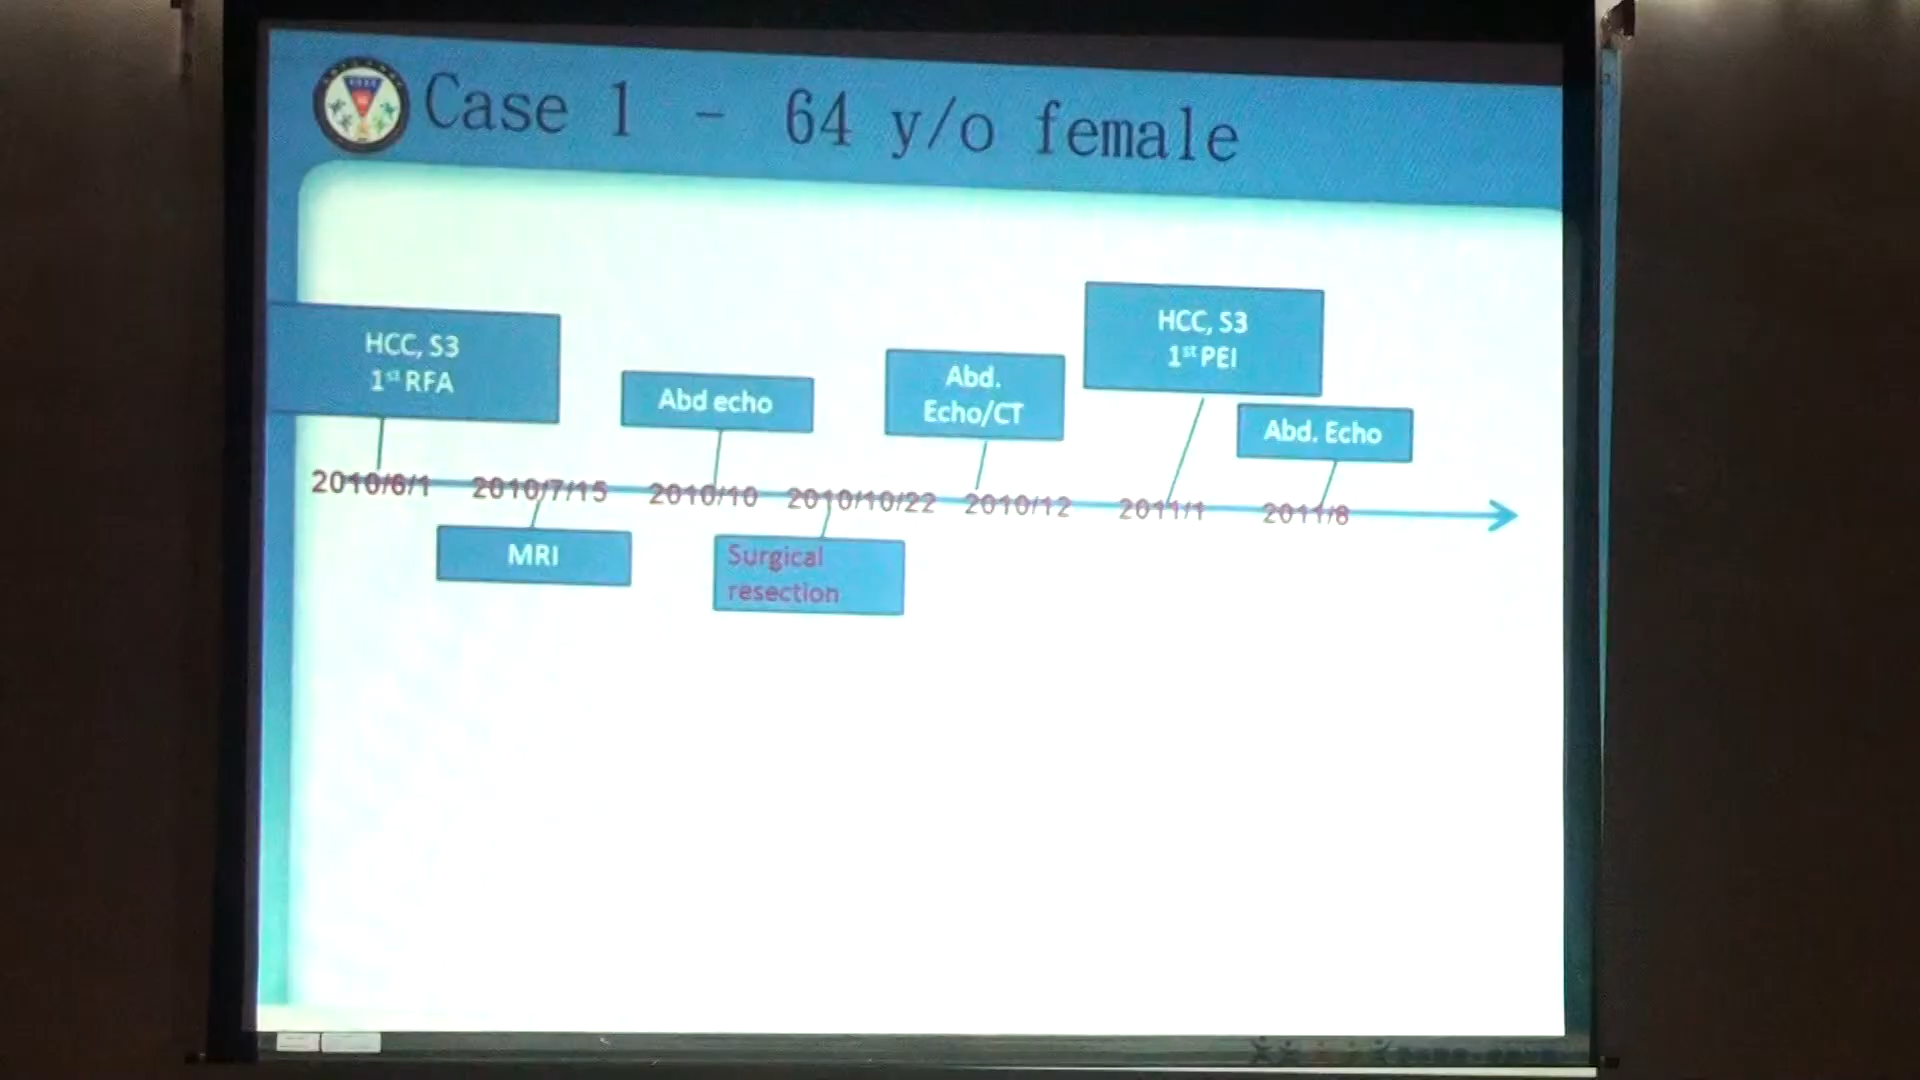 Case 1 - 64 y/o female
HCC, S3
1st RFA
Abd echo
Abd.
Echo/CT
HCC, S3
1st PEI
Abd. Echo
2010/6/1
2010/7/15
2010/10
2010/10/22
2010/12
2011/1
2011/8
MRI
Surgical
resection